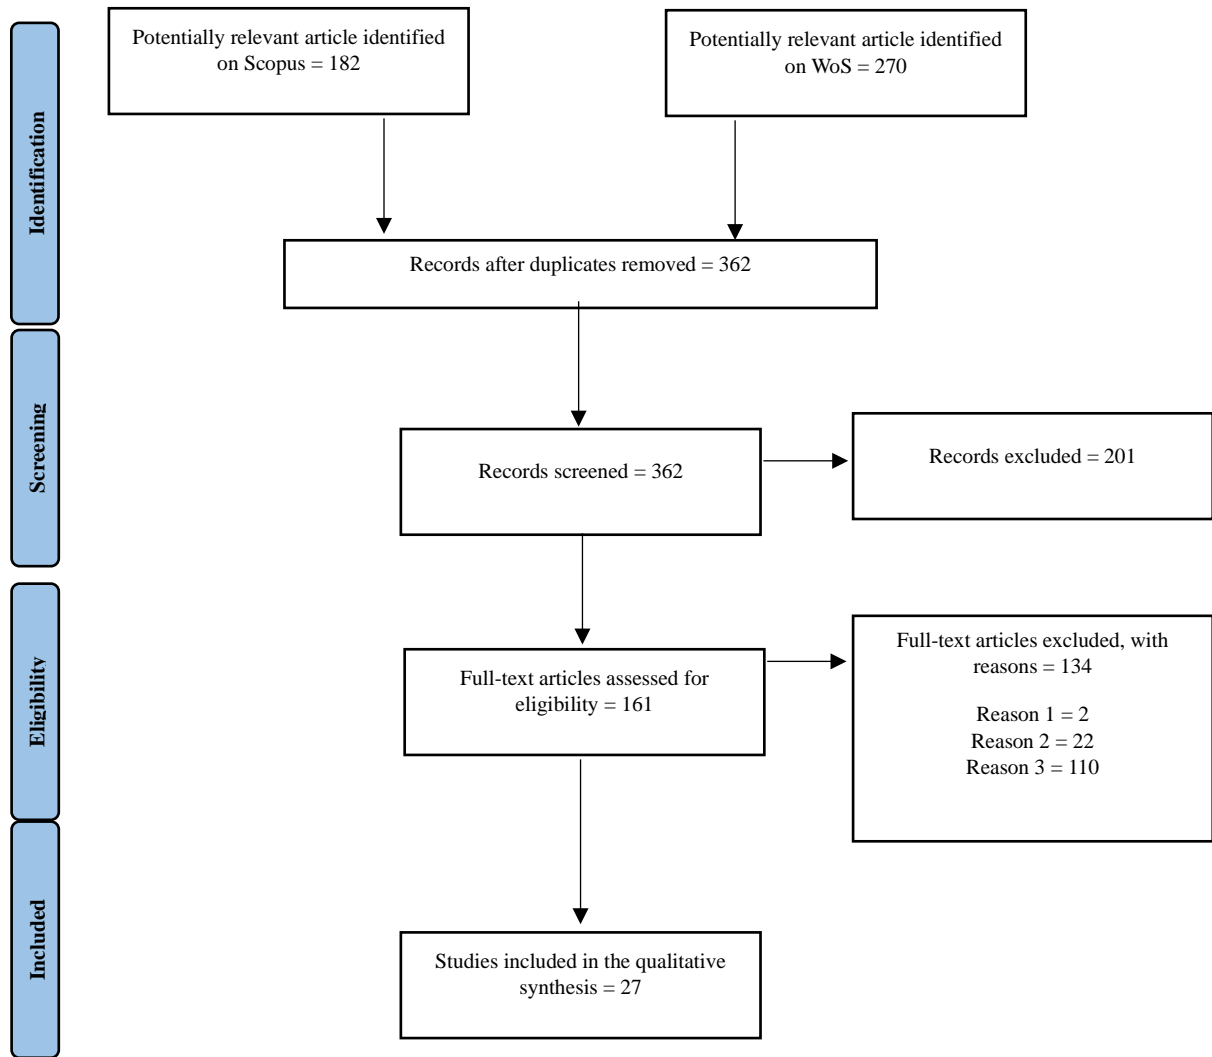 Identification
Potentially relevant article identified
on Scopus = 182
Potentially relevant article identified
on WoS = 270
Records after duplicates removed = 362
Screening
Records screened = 362
Records excluded = 201
Eligibility
Full-text articles assessed for
eligibility = 161
Full-text articles excluded, with
reasons = 134
Reason 1 = 2
Reason 2 = 22
Reason 3 = 110
Included
Studies included in the qualitative
synthesis = 27